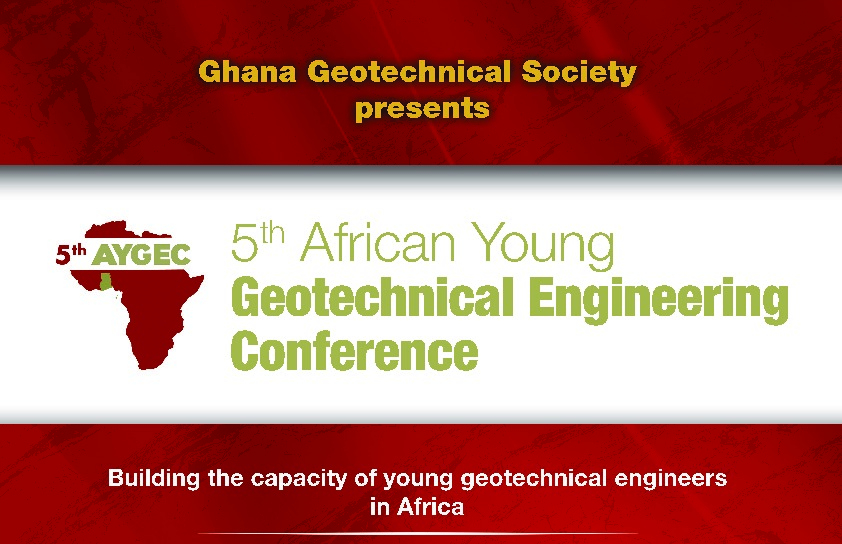 Ghana Geotechnical Society
presents
5th AYGEC
5th African Young
Geotechnical Engineering
Conference
Building the capacity of young geotechnical engineers
in Africa